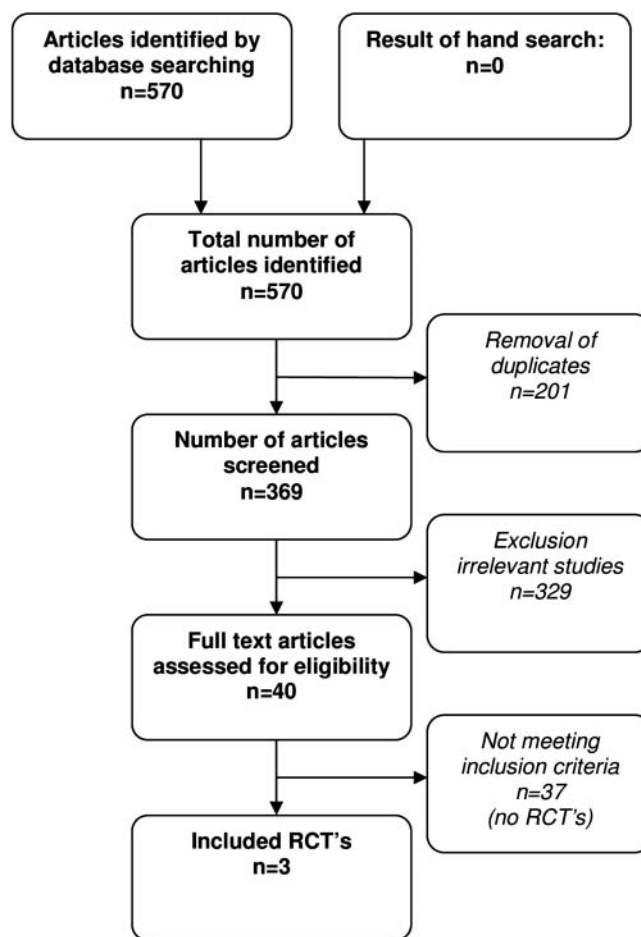 Articles identified by
database searching
n=570
Result of hand search:
n=0
Total number of
articles identified
n=570
Removal of
duplicates
n=201
Number of articles
screened
n=369
Exclusion
irrelevant studies
n=329
Full text articles
assessed for eligibility
n=40
Not meeting
inclusion criteria
n=37
(no RCT's)
Included RCT's
n=3